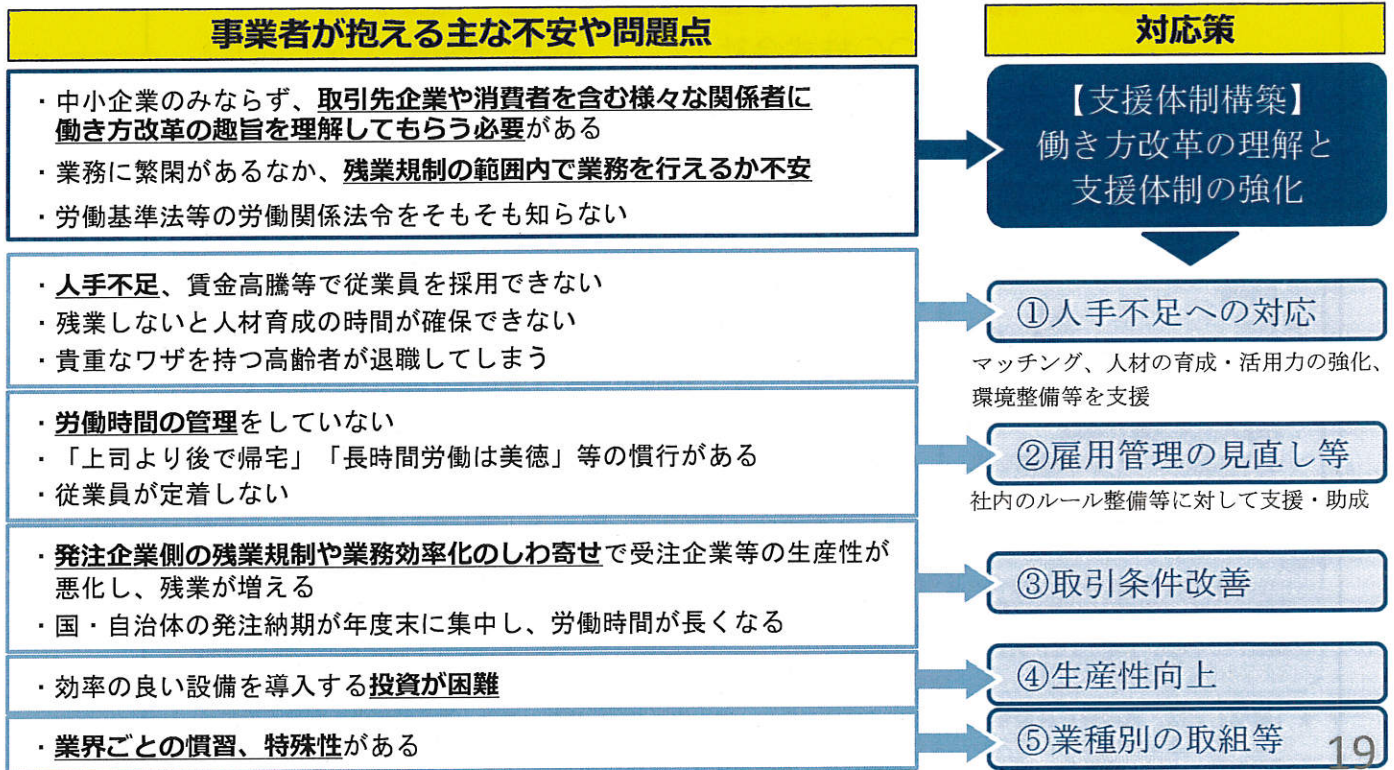 事業者が抱える主な不安や問題点
対応策
・中小企業のみならず、取引先企業や消費者を含む様々な関係者に
働き方改革の趣旨を理解してもらう必要がある
・業務に繁閑があるなか、残業規制の範囲内で業務を行えるか不安
・労働基準法等の労働関係法令をそもそも知らない
【支援体制構築】
働き方改革の理解と
支援体制の強化
・人手不足、賃金高騰等で従業員を採用できない
・残業しないと人材育成の時間が確保できない
・貴重なワザを持つ高齢者が退職してしまう
①人手不足への対応
マッチング、人材の育成・活用力の強化、
環境整備等を支援
・労働時間の管理をしていない
・「上司より後で帰宅」「長時間労働は美徳」等の慣行がある
・従業員が定着しない
②雇用管理の見直し等
社内のルール整備等に対して支援・助成
・発注企業側の残業規制や業務効率化のしわ寄せで受注企業等の生産性が
悪化し、残業が増える
・国・自治体の発注納期が年度末に集中し、労働時間が長くなる
③取引条件改善
・効率の良い設備を導入する投資が困難
④生産性向上
・業界ごとの慣習、特殊性がある
⑤業種別の取組等
19